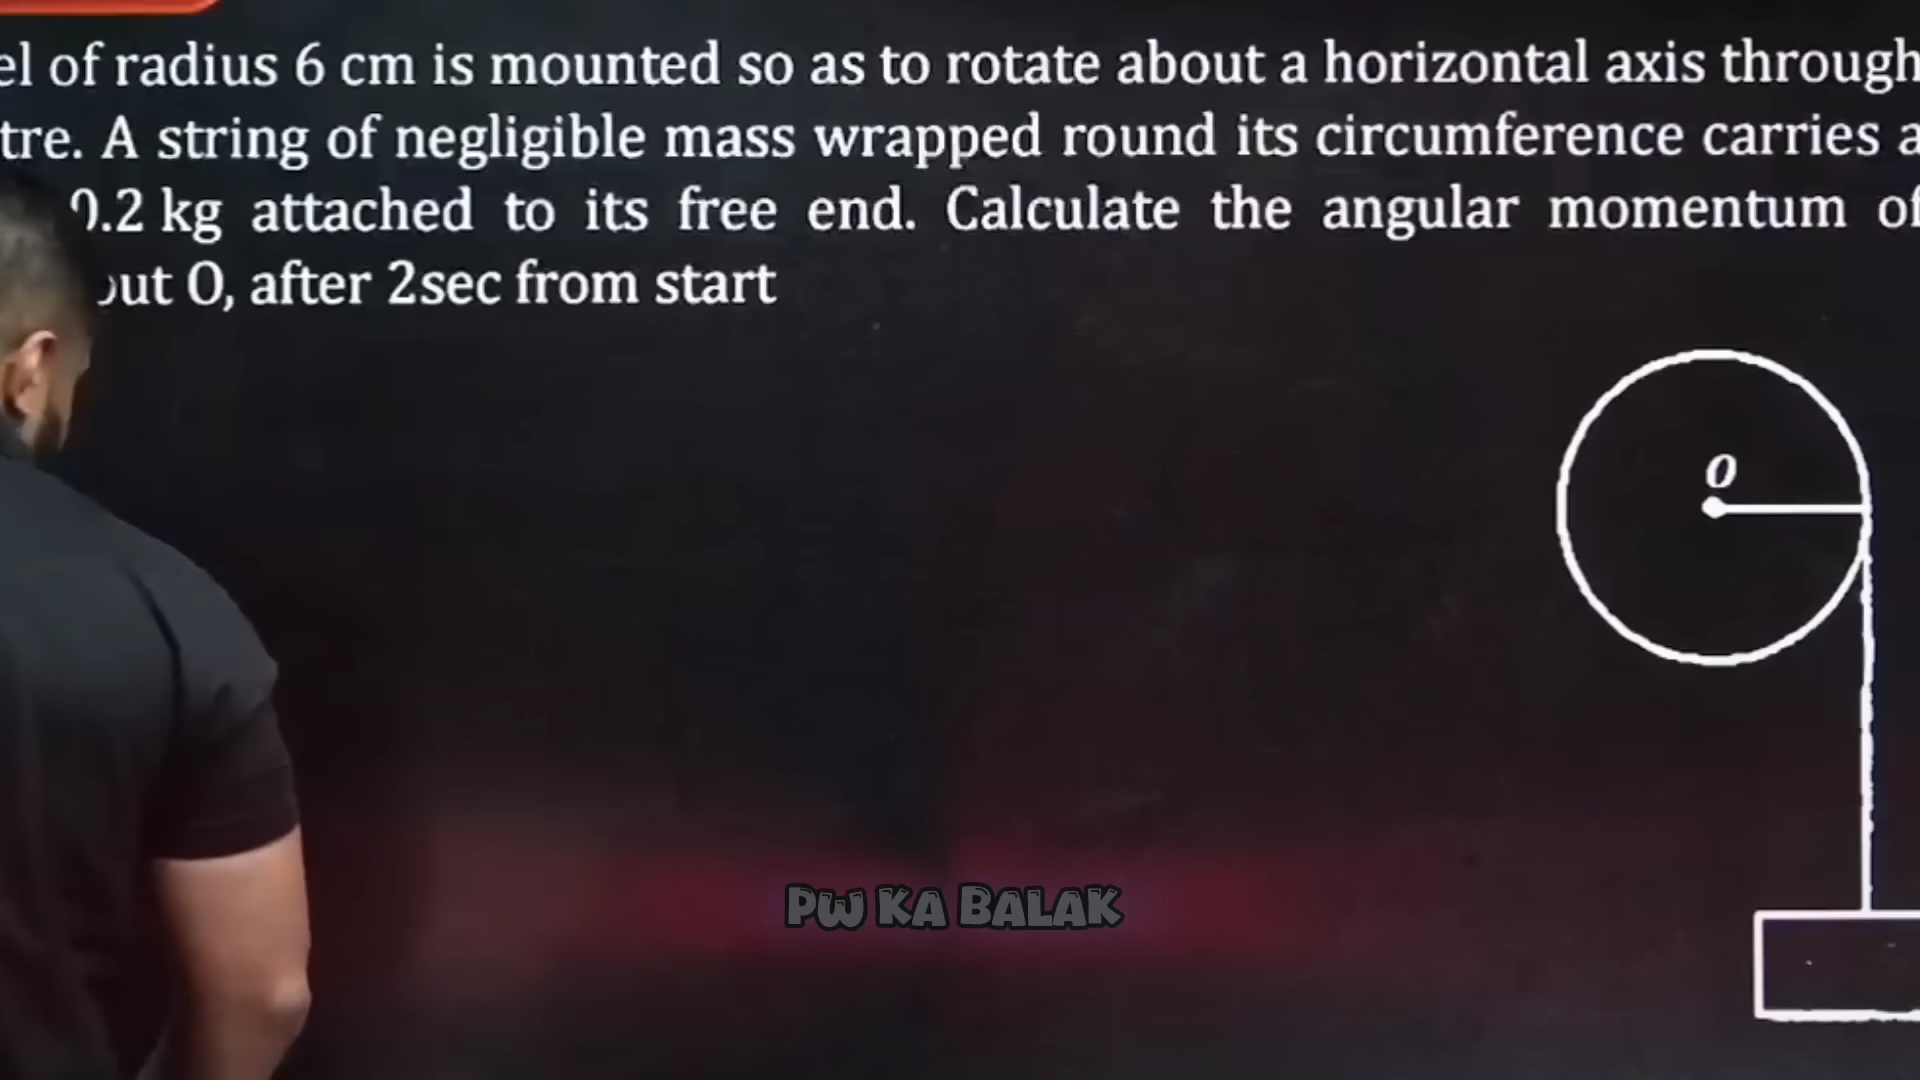 el of radius 6 cm is mounted so as to rotate about a horizontal axis through
tre. A string of negligible mass wrapped round its circumference carries a
0.2 kg attached to its free end. Calculate the angular momentum of
out O, after 2sec from start
O
PW KA BALAK